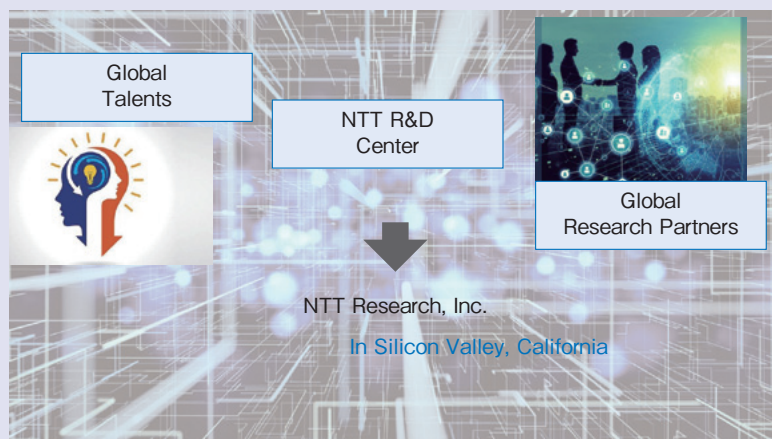 Global
Talents
NTT R&D
Center
Global
Research Partners
NTT Research, Inc.
In Silicon Valley, California